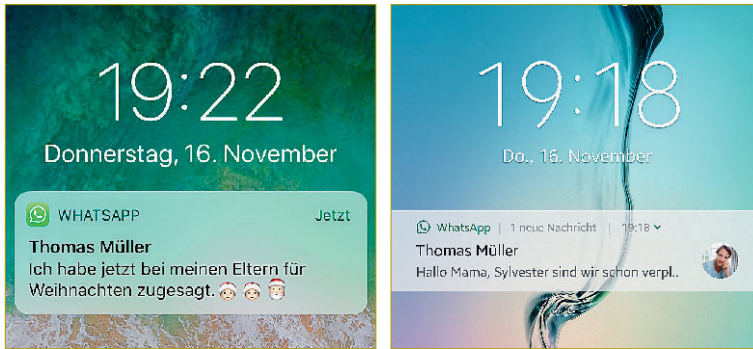 19:22
Donnerstag, 16. November
WHATSAPP Jetzt
Thomas Müller
Ich habe jetzt bei meinen Eltern für
Weihnachten zugesagt. 🤶🏻🤶🏻🎅🏻
19:18
Do., 16. November
WhatsApp | 1 neue Nachricht | 19:18
Thomas Müller
Hallo Mama, Sylvester sind wir schon verpl..